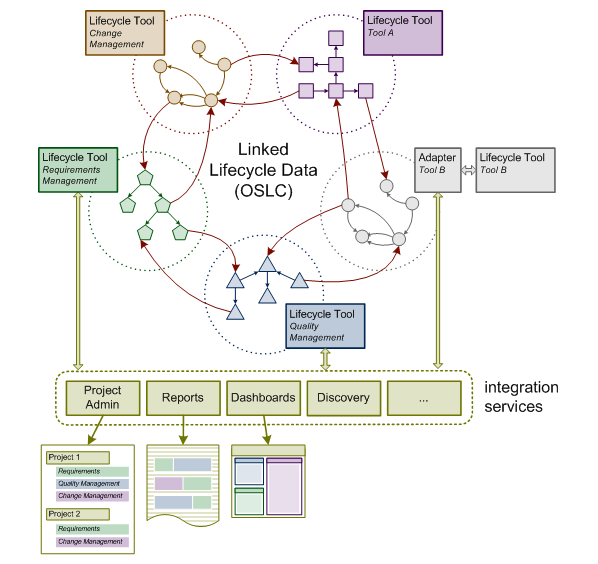 Lifecycle Tool
Change
Management
Lifecycle Tool
Tool A
Lifecycle Tool
Requirements
Management
Linked
Lifecycle Data
(OSLC)
Adapter
Tool B
Lifecycle Tool
Tool B
Lifecycle Tool
Quality
Management
Project
Admin
Reports
Dashboards
Discovery
...
integration
services
Project 1
Requirements
Quality Management
Change Management
Project 2
Requirements
Change Management